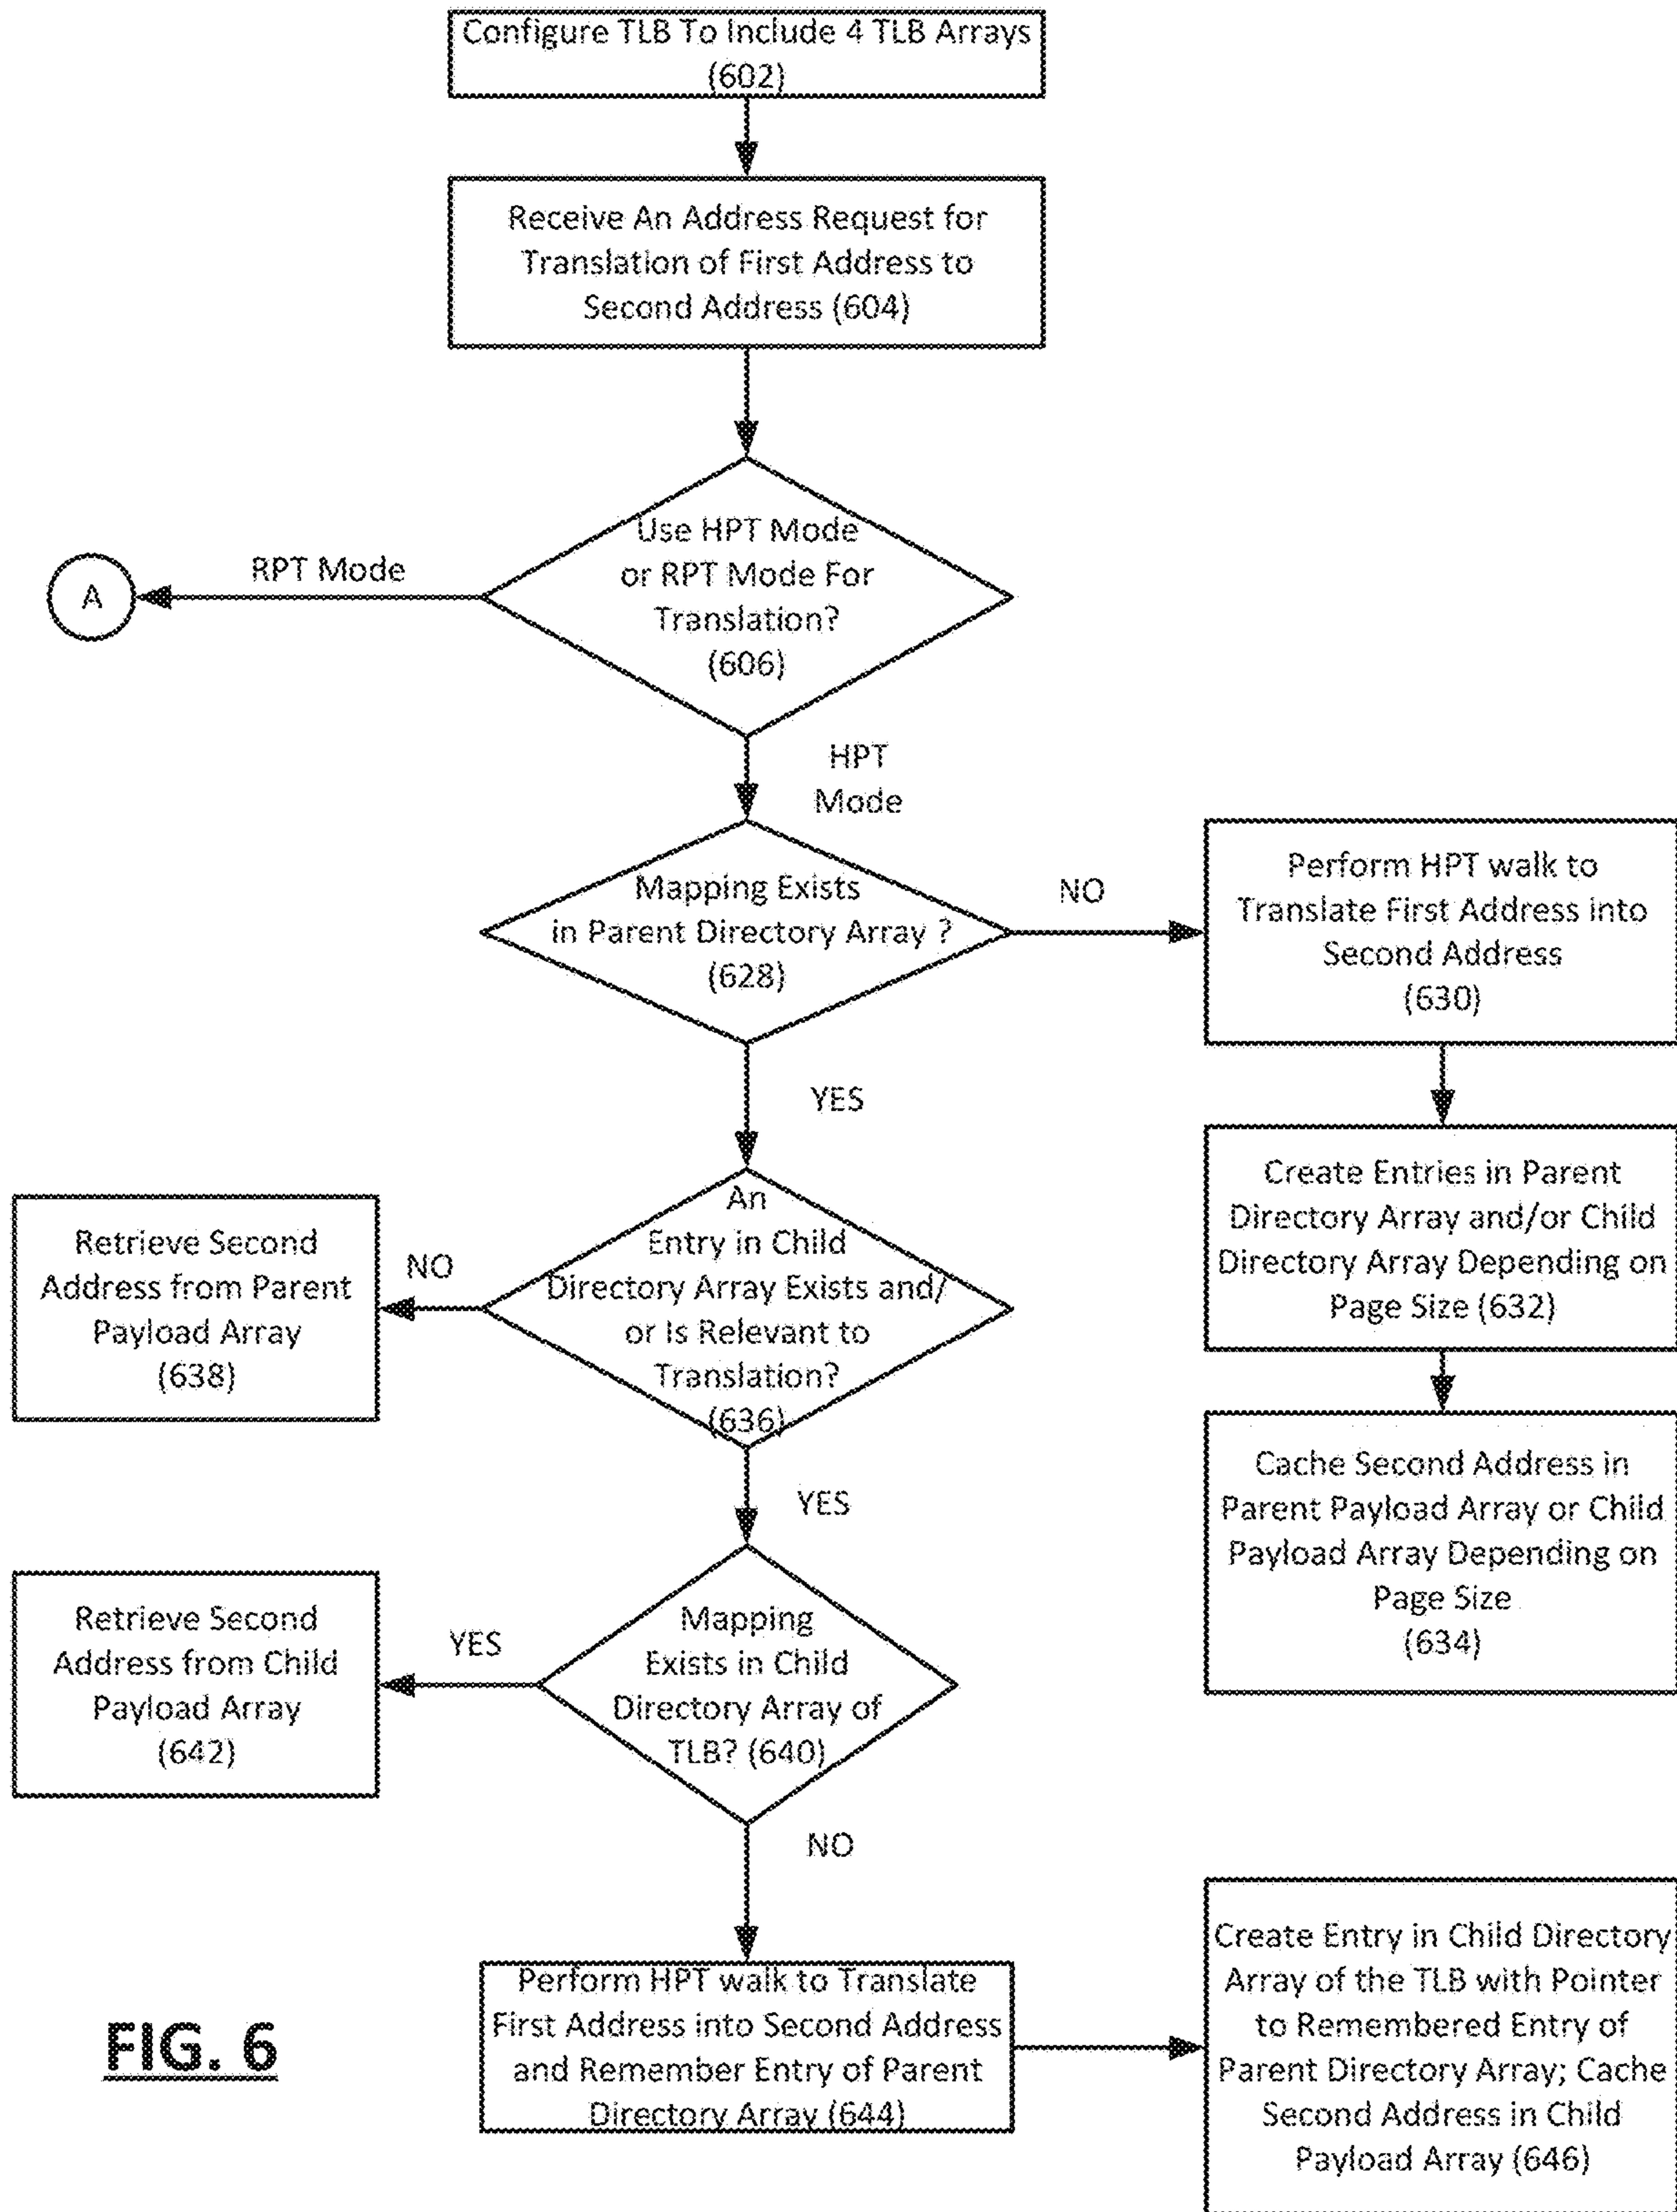 Configure TLB To Include 4 TLB Arrays
(602)
Receive An Address Request for
Translation of First Address to
Second Address (604)
Use HPT Mode
or RPT Mode For
Translation?
(606)
RPT Mode
A
HPT
Mode
Mapping Exists
in Parent Directory Array ?
(628)
NO
Perform HPT walk to
Translate First Address into
Second Address
(630)
YES
Create Entries in Parent
Directory Array and/or Child
Directory Array Depending on
Page Size (632)
An
Entry in Child
Directory Array Exists and/
or Is Relevant to
Translation?
(636)
NO
Retrieve Second
Address from Parent
Payload Array
(638)
Cache Second Address in
Parent Payload Array or Child
Payload Array Depending on
Page Size
(634)
YES
Mapping
Exists in Child
Directory Array of
TLB? (640)
YES
Retrieve Second
Address from Child
Payload Array
(642)
NO
Perform HPT walk to Translate
First Address into Second Address
and Remember Entry of Parent
Directory Array (644)
Create Entry in Child Directory
Array of the TLB with Pointer
to Remembered Entry of
Parent Directory Array; Cache
Second Address in Child
Payload Array (646)
FIG. 6